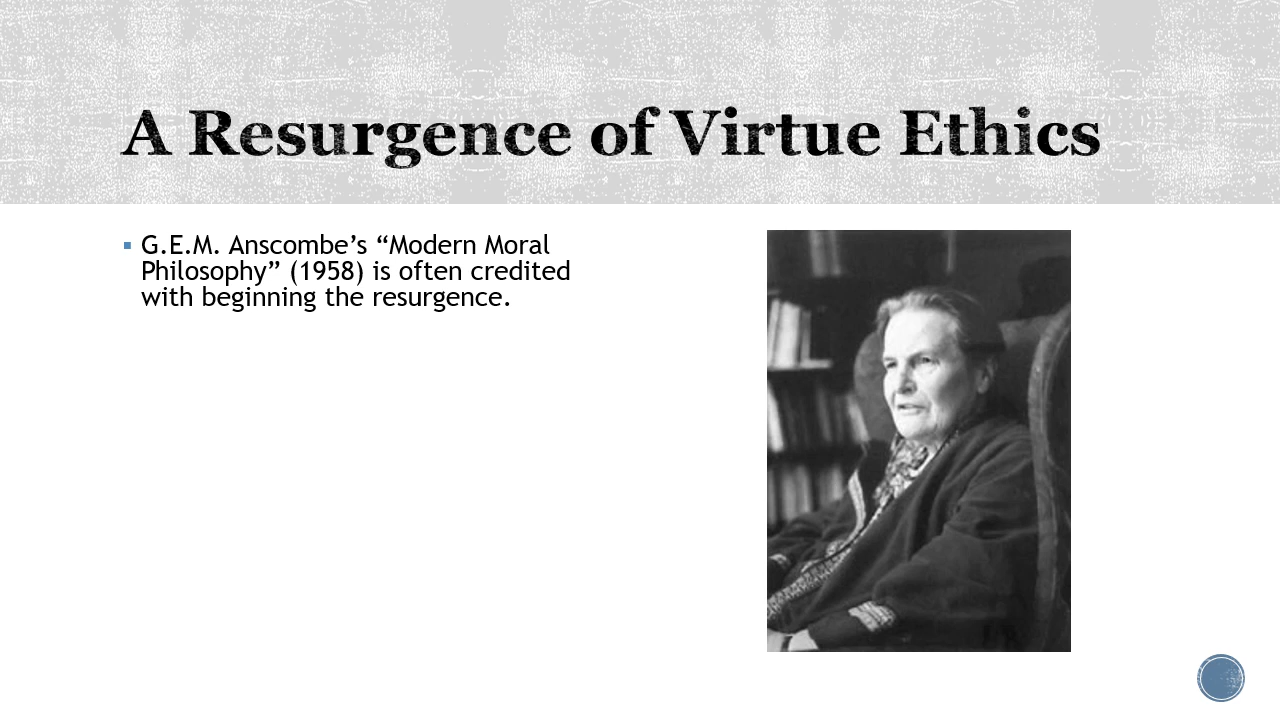 A Resurgence of Virtue Ethics
▪ G.E.M. Anscombe’s “Modern Moral
Philosophy” (1958) is often credited
with beginning the resurgence.